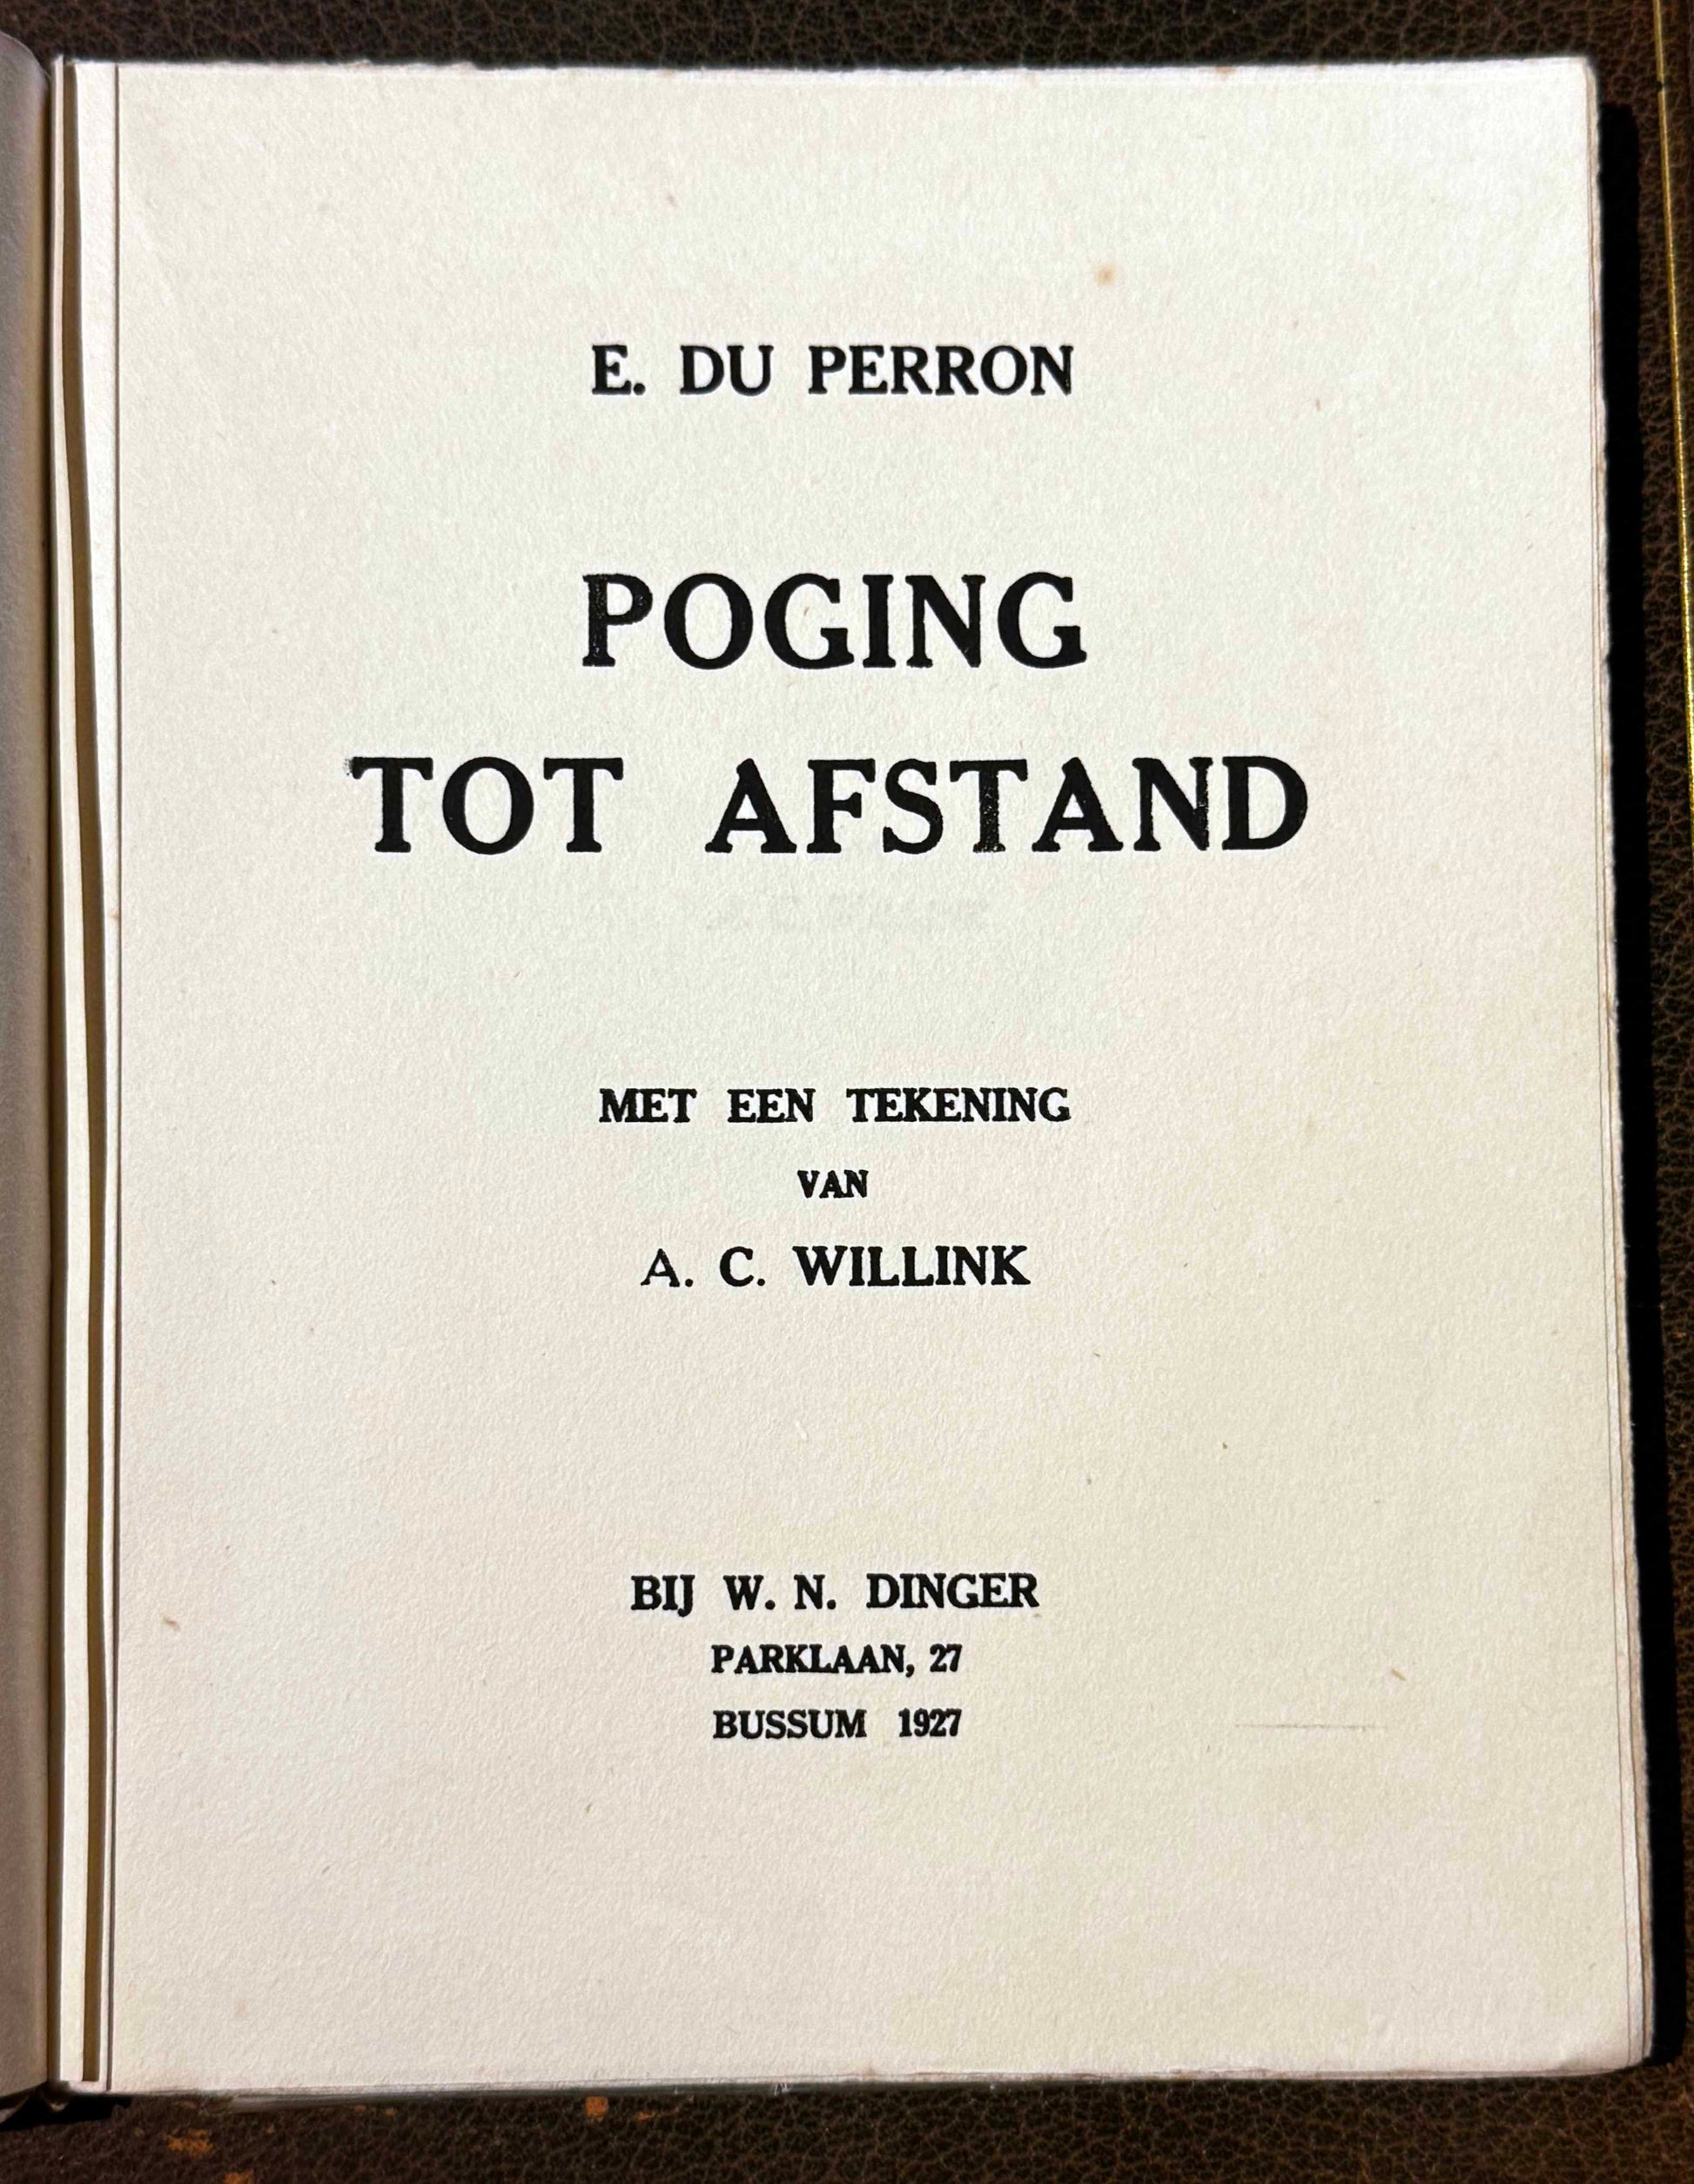 E. DU PERRON
POGING
TOT AFSTAND
MET EEN TEKENING
VAN
A. C. WILLINK
BIJ W. N. DINGER
PARKLAAN, 27
BUSSUM 1927